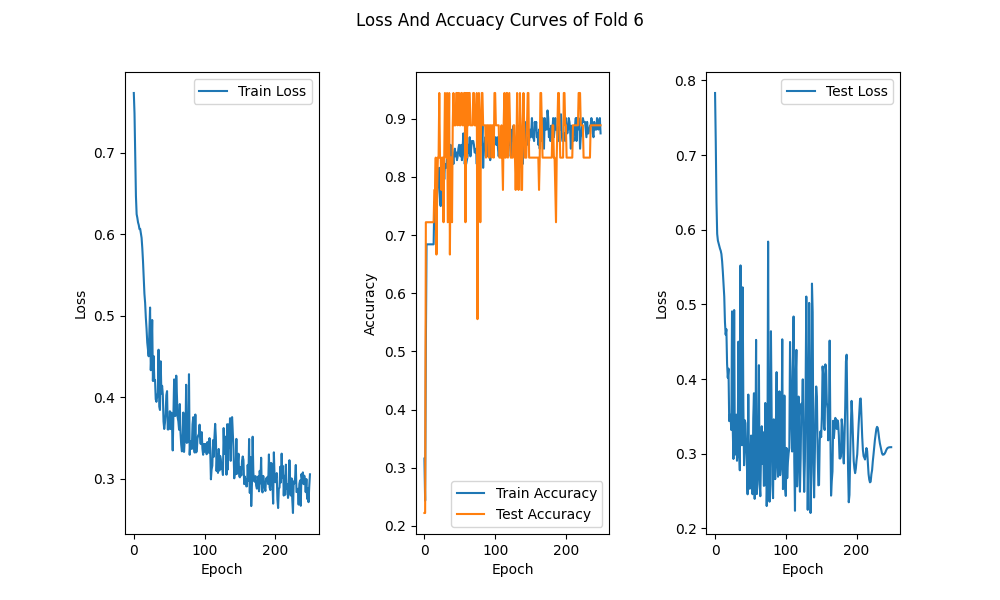 Loss And Accuacy Curves of Fold 6
Train Loss
0.7
0.6
0.5
0.4
0.3
Loss
0
100
200
Epoch
0.9
0.8
0.7
0.6
0.5
0.4
0.3
0.2
Accuracy
Train Accuracy
Test Accuracy
0
100
200
Epoch
Test Loss
0.8
0.7
0.6
0.5
0.4
0.3
0.2
Loss
0
100
200
Epoch